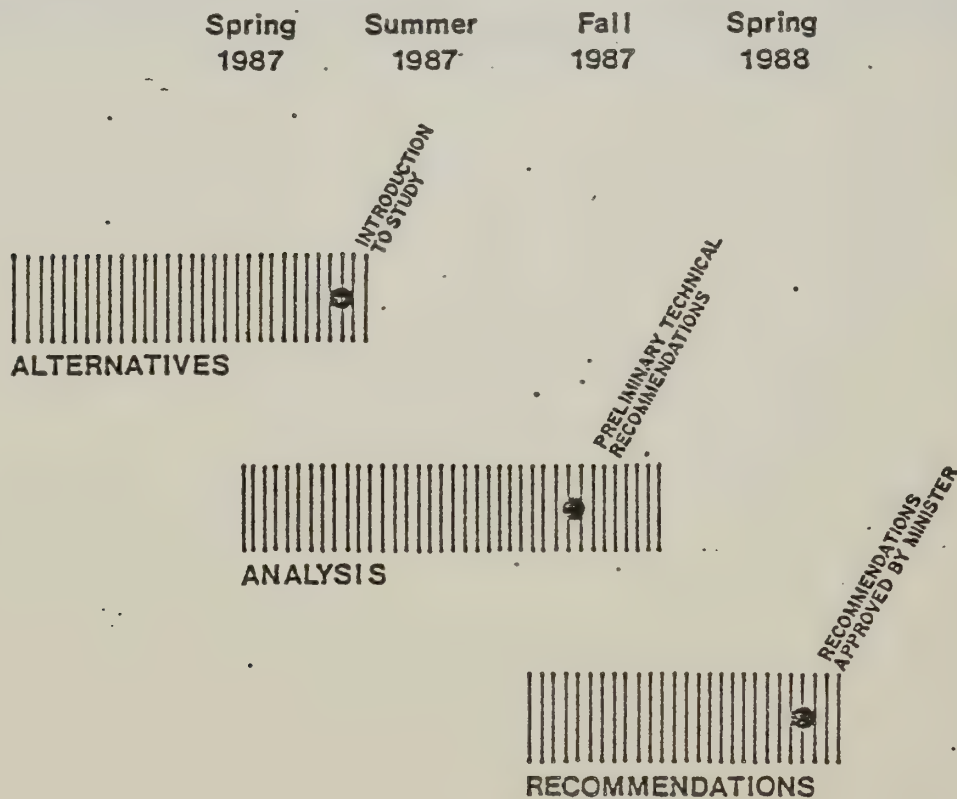 Spring Summer Fall Spring
1987 1987 1987 1988
INTRODUCTION
TO STUDY
ALTERNATIVES
PRELIMINARY TECHNICAL
RECOMMENDATIONS
ANALYSIS
RECOMMENDATIONS
APPROVED BY MINISTER
RECOMMENDATIONS